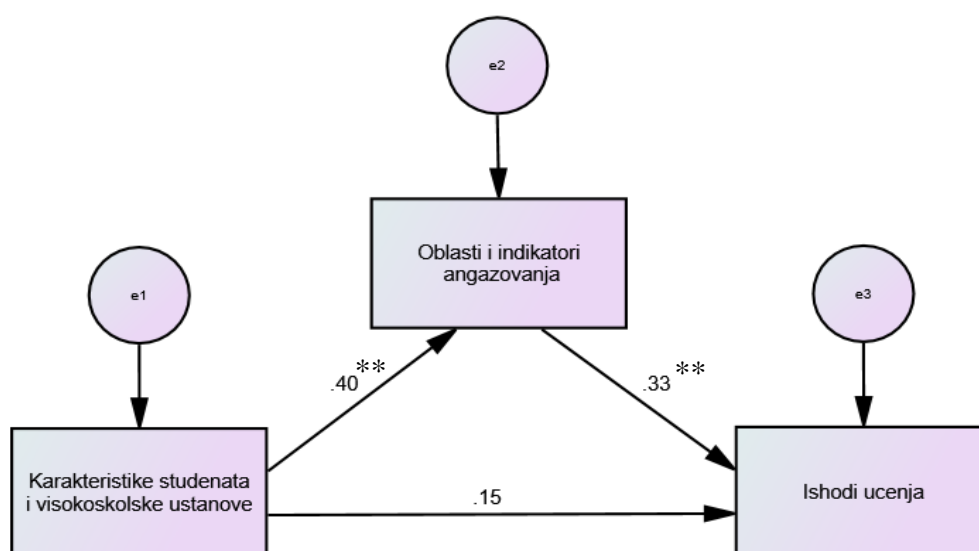 e2
Oblasti i indikatori
angazovanja
e1
e3
.40**
.33**
Karakteristike studenata
i visokoskolske ustanove
.15
Ishodi ucenja